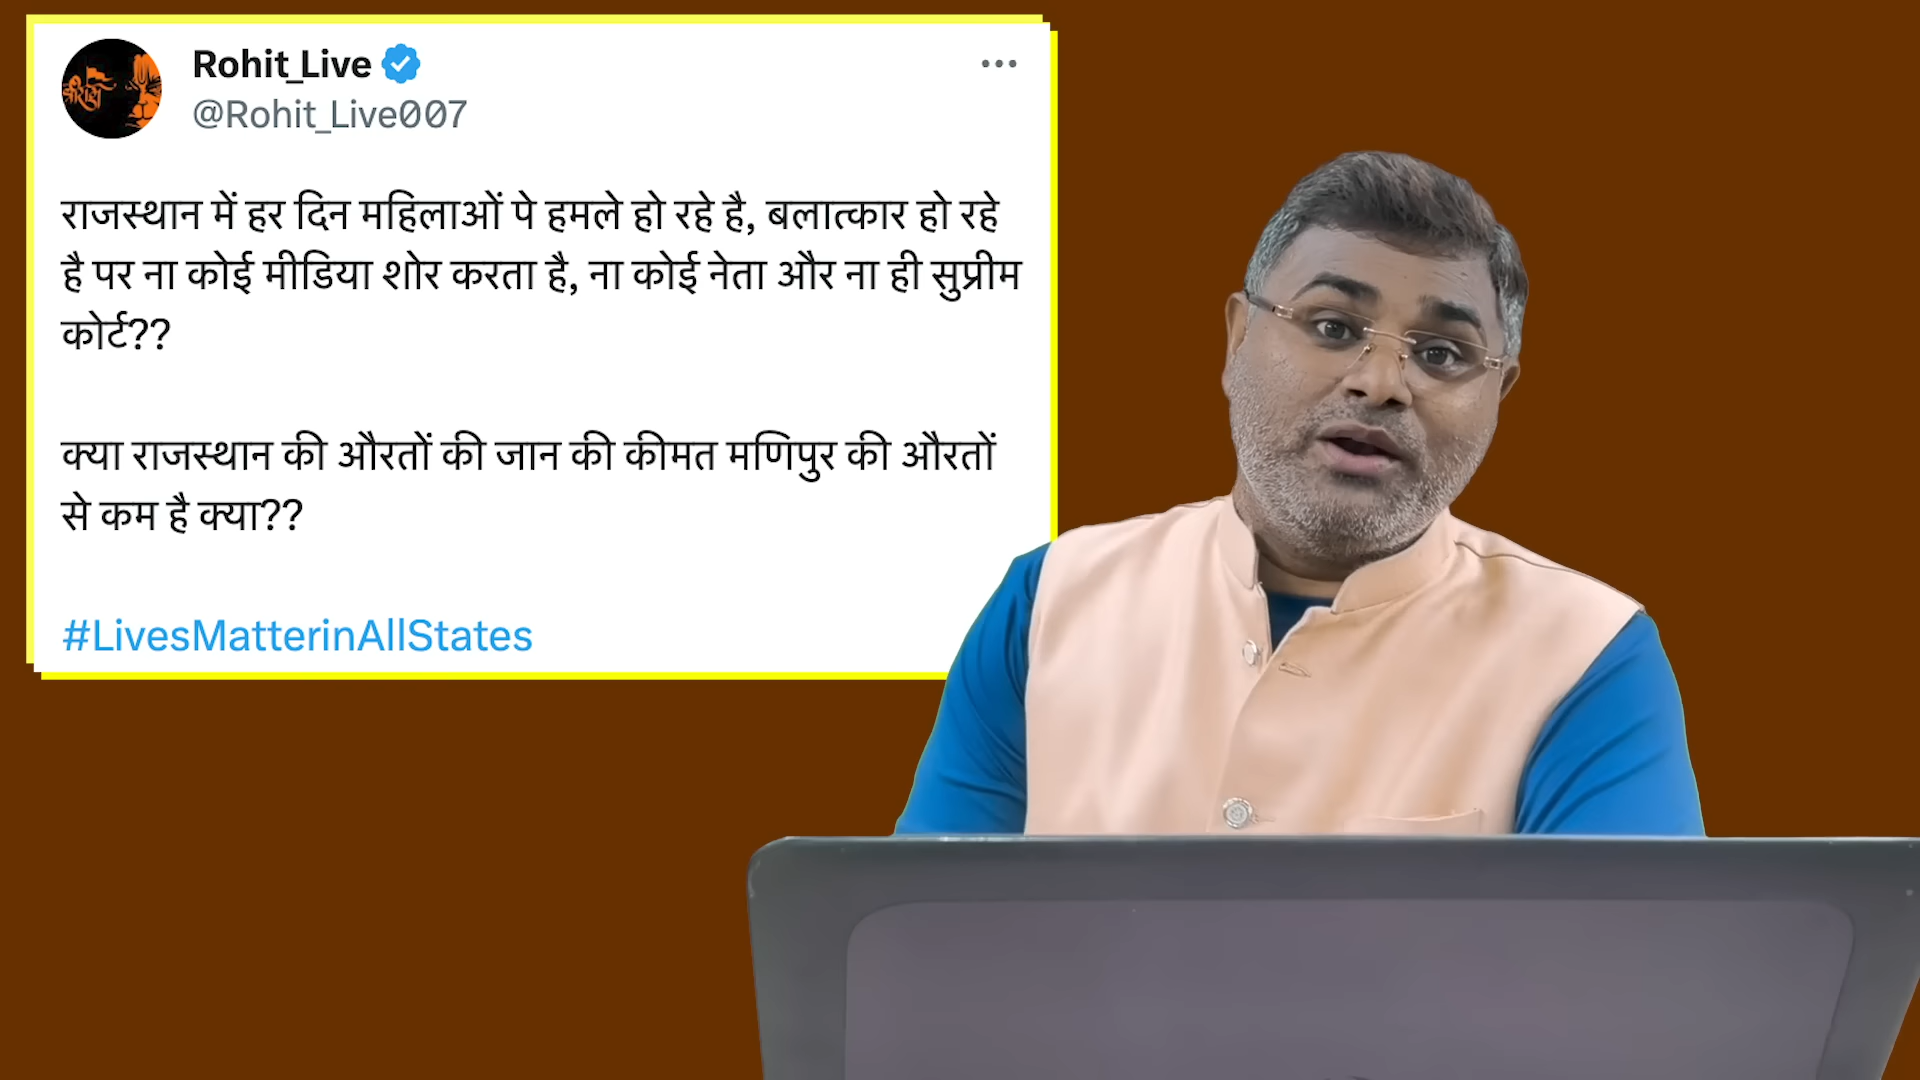 Rohit_Live
@Rohit_Live007
राजस्थान में हर दिन महिलाओं पे हमले हो रहे है, बलात्कार हो रहे
है पर ना कोई मीडिया शोर करता है, ना कोई नेता और ना ही सुप्रीम
कोर्ट??
क्या राजस्थान की औरतों की जान की कीमत मणिपुर की औरतों
से कम है क्या??
#LivesMatterinAllStates